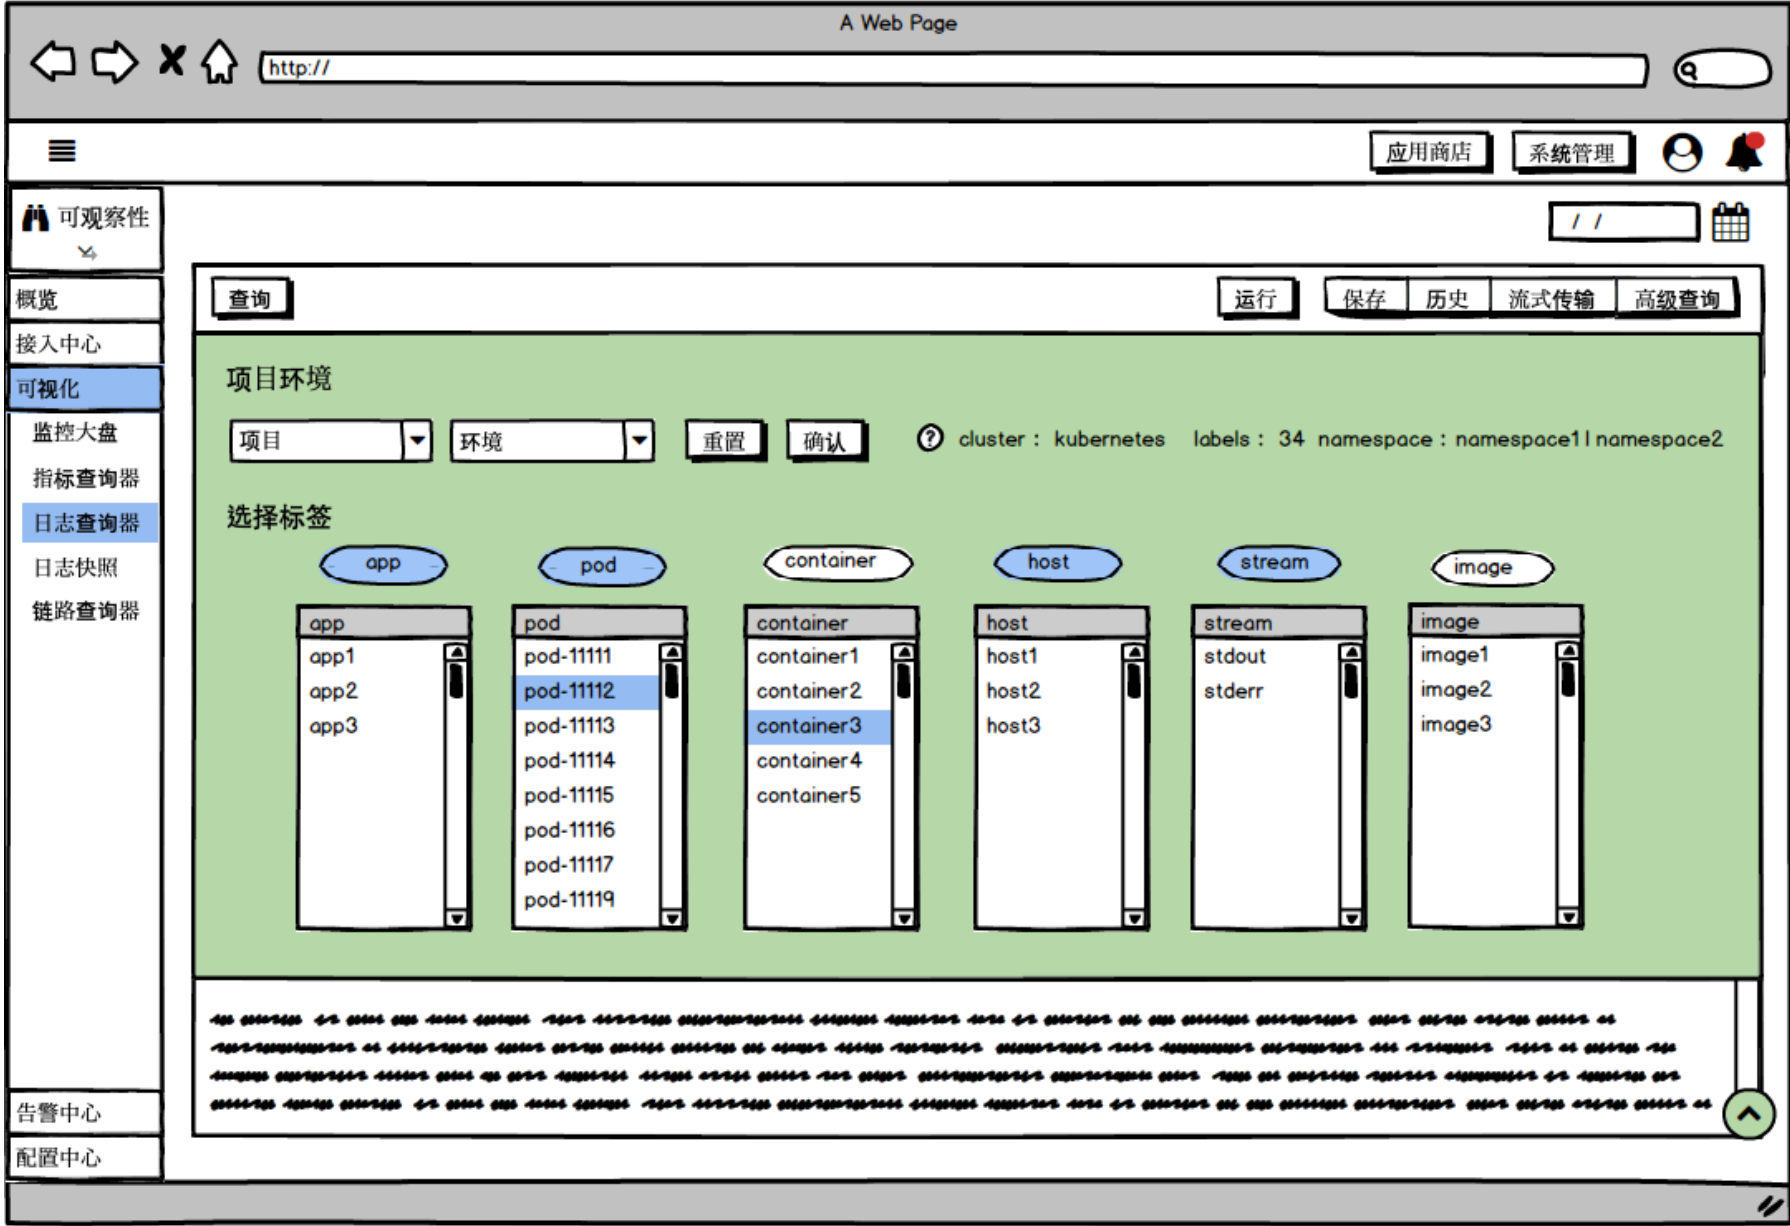 A Web Page
http://
应用商店 系统管理
可观察性
/ /
概览
接入中心
可视化
监控大盘
指标查询器
日志查询器
日志快照
链路查询器
告警中心
配置中心
查询 运行 保存 历史 流式传输 高级查询
项目环境
项目 环境 重置 确认 cluster : kubernetes labels : 34 namespace : namespace1|namespace2
选择标签
app pod container host stream image
app
app1
app2
app3
pod
pod-11111
pod-11112
pod-11113
pod-11114
pod-11115
pod-11116
pod-11117
pod-11119
container
container1
container2
container3
container4
container5
host
host1
host2
host3
stream
stdout
stderr
image
image1
image2
image3